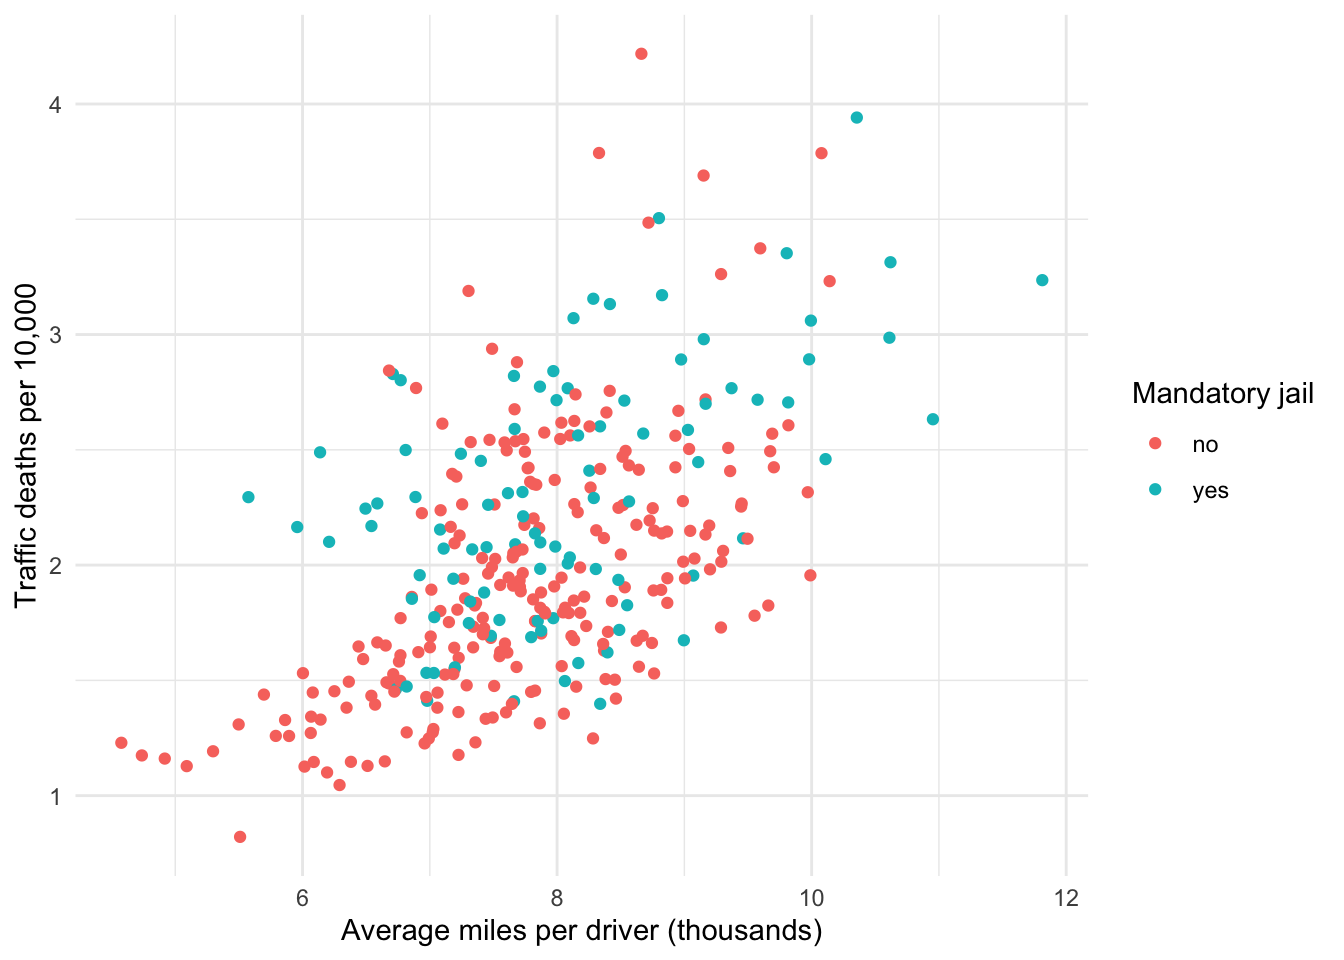 4
3
2
1
Traffic deaths per 10,000
6 8 10 12
Average miles per driver (thousands)
Mandatory jail
no
yes